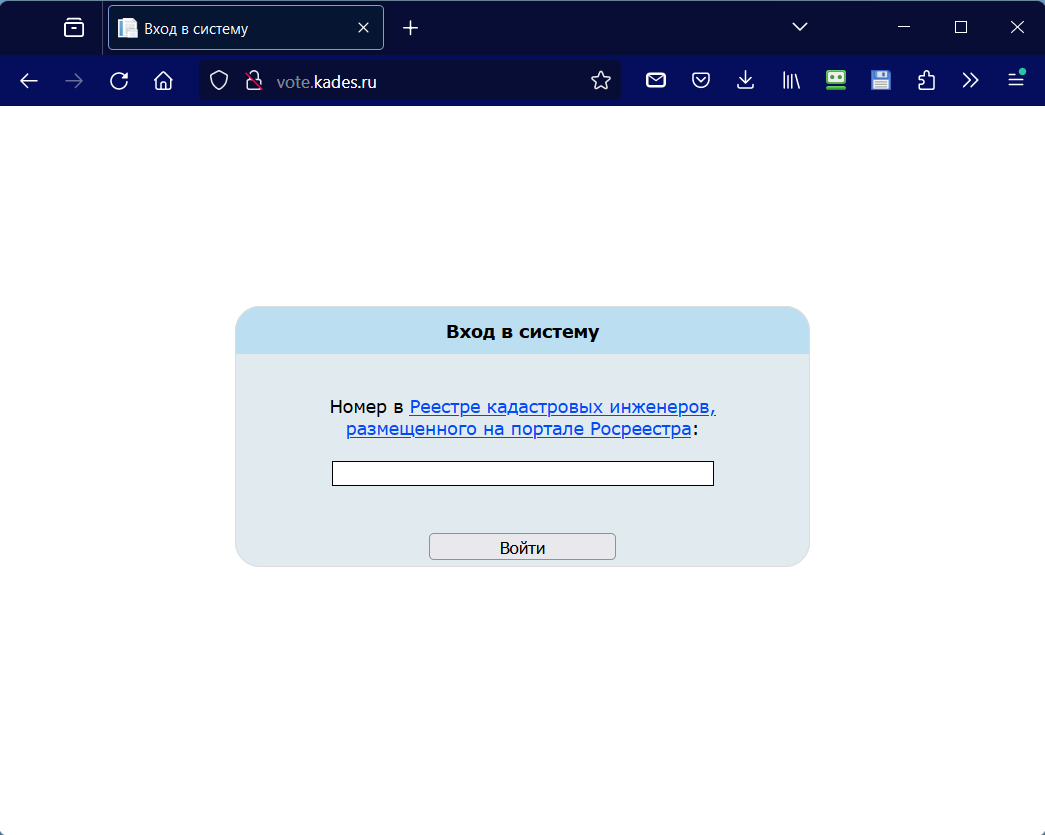 Вход в систему
vote.kades.ru
Вход в систему
Номер в Реестре кадастровых инженеров,
размещенного на портале Росреестра:
Войти